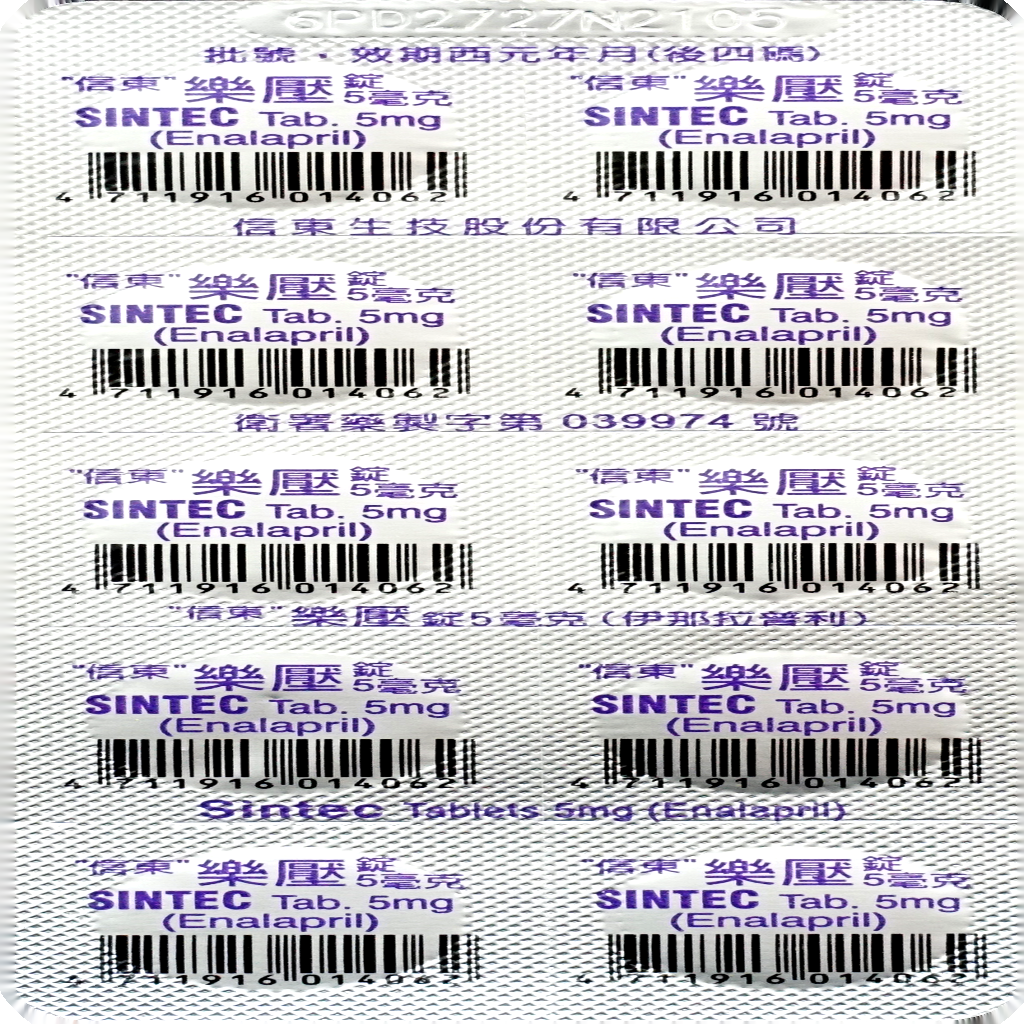 6PD2727N2105
批號・效期西元年月(後四碼)
"信東" 樂壓 錠 5毫克 "信東" 樂壓 錠 5毫克
SINTEC Tab. 5mg SINTEC Tab. 5mg
(Enalapril) (Enalapril)
4 711916 014062 4 711916 014062
信東生技股份有限公司
"信東" 樂壓 錠 5毫克 "信東" 樂壓 錠 5毫克
SINTEC Tab. 5mg SINTEC Tab. 5mg
(Enalapril) (Enalapril)
4 711916 014062 4 711916 014062
衛署藥製字第 039974 號
"信東" 樂壓 錠 5毫克 "信東" 樂壓 錠 5毫克
SINTEC Tab. 5mg SINTEC Tab. 5mg
(Enalapril) (Enalapril)
4 711916 014062 4 711916 014062
"信東" 樂壓 錠5毫克 (伊那拉普利)
"信東" 樂壓 錠 5毫克 "信東" 樂壓 錠 5毫克
SINTEC Tab. 5mg SINTEC Tab. 5mg
(Enalapril) (Enalapril)
4 711916 014062 4 711916 014062
Sintec Tablets 5mg (Enalapril)
"信東" 樂壓 錠 5毫克 "信東" 樂壓 錠 5毫克
SINTEC Tab. 5mg SINTEC Tab. 5mg
(Enalapril) (Enalapril)
4 711916 014062 4 711916 014062